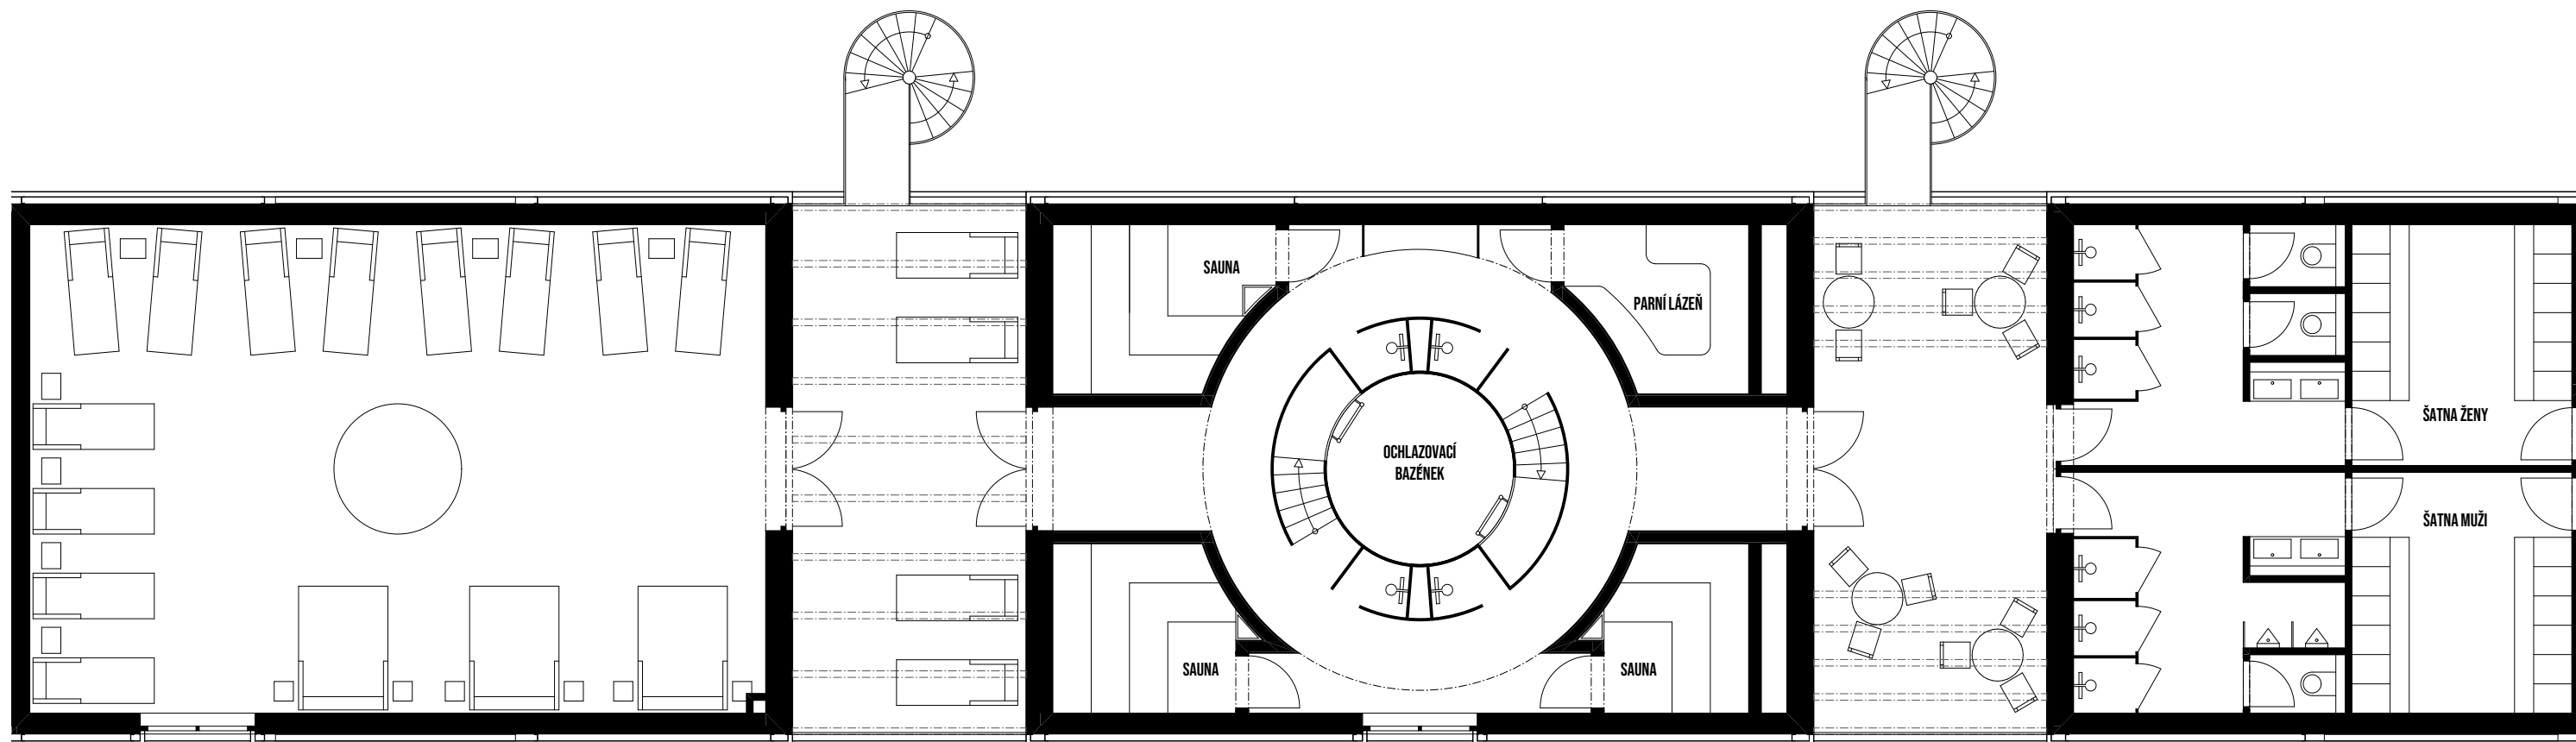 SAUNA
PARNÍ LÁZEŇ
OCHLAZOVACÍ
BAZÉNEK
ŠATNA ŽENY
ŠATNA MUŽI
SAUNA
SAUNA